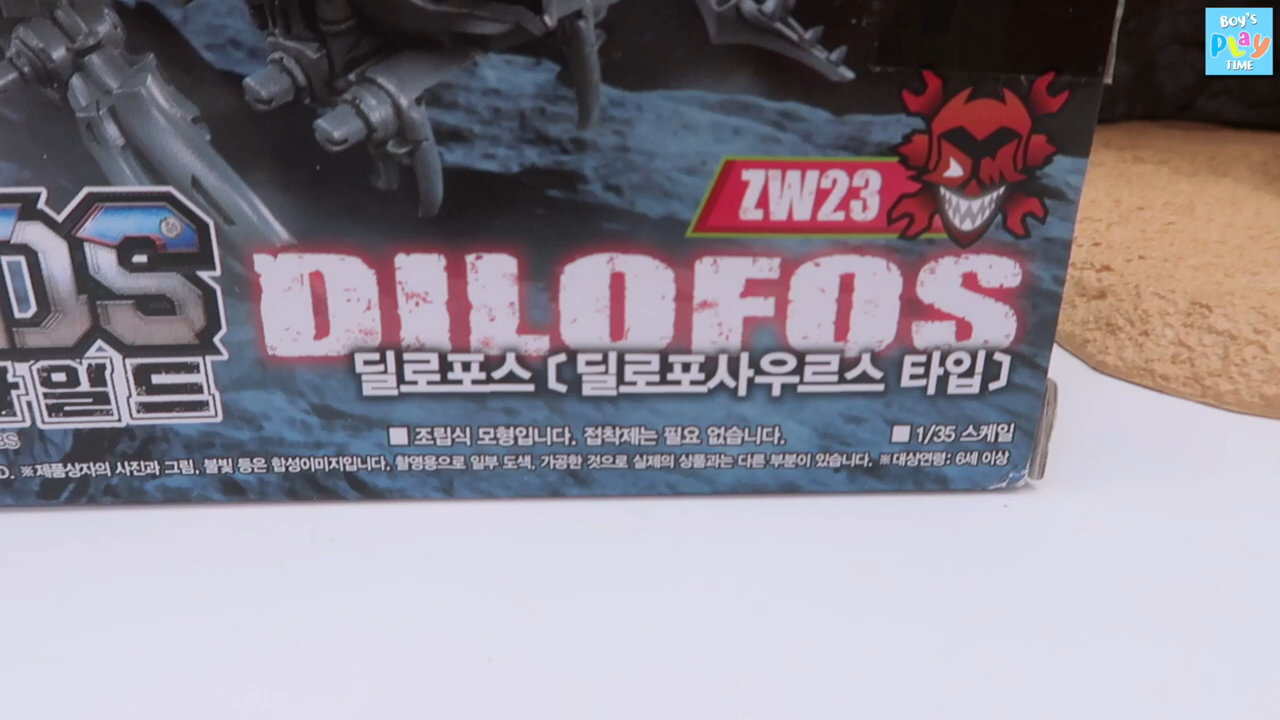 BOY'S
PLAY
TIME
ZW23
DM
DS
DILOFOS
딜로포스 [딜로포사우르스 타입]
와일드
■ 조립식 모형입니다. 접착제는 필요 없습니다. ■ 1/35 스케일
D. ※제품상자의 사진과 그림, 불빛 등은 합성이미지입니다. 촬영용으로 일부 도색, 가공한 것으로 실제의 상품과는 다른 부분이 있습니다. ※대상연령: 6세 이상